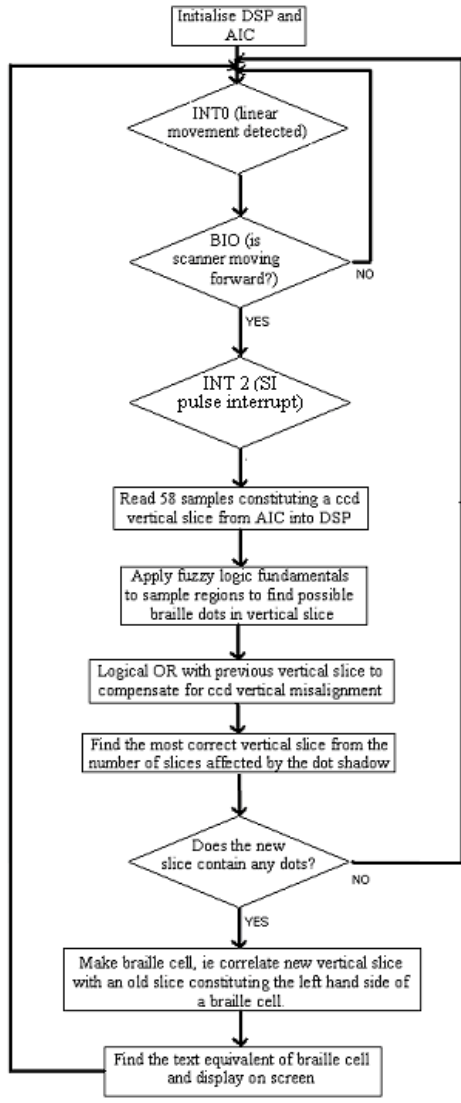 Initialise DSP and
AIC
INT0 (linear
movement detected)
BIO (is
scanner moving
forward?)
NO
YES
INT 2 (SI
pulse interrupt)
Read 58 samples constituting a ccd
vertical slice from AIC into DSP
Apply fuzzy logic fundamentals
to sample regions to find possible
braille dots in vertical slice
Logical OR with previous vertical slice to
compensate for ccd vertical misalignment
Find the most correct vertical slice from the
number of slices affected by the dot shadow
Does the new
slice contain any dots?
NO
YES
Make braille cell, ie correlate new vertical slice
with an old slice constituting the left hand side of
a braille cell.
Find the text equivalent of braille cell
and display on screen